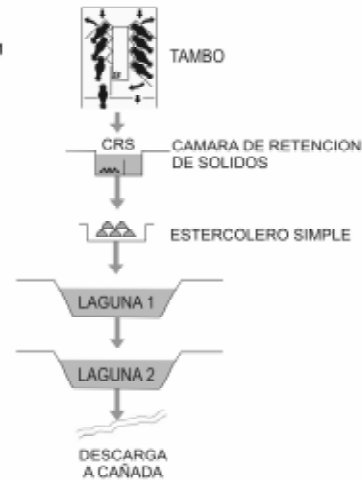 TAMBO
CRS
CAMARA DE RETENCION
DE SOLIDOS
ESTERCOLERO SIMPLE
LAGUNA 1
LAGUNA 2
DESCARGA
A CAÑADA